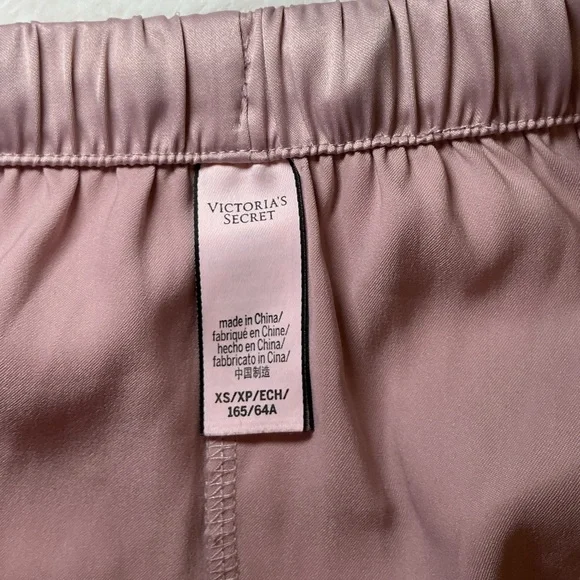 VICTORIA'S
SECRET
made in China/
fabriqué en Chine/
hecho en China/
fabbricato in Cina/
中国制造
XS/XP/ECH/
165/64A